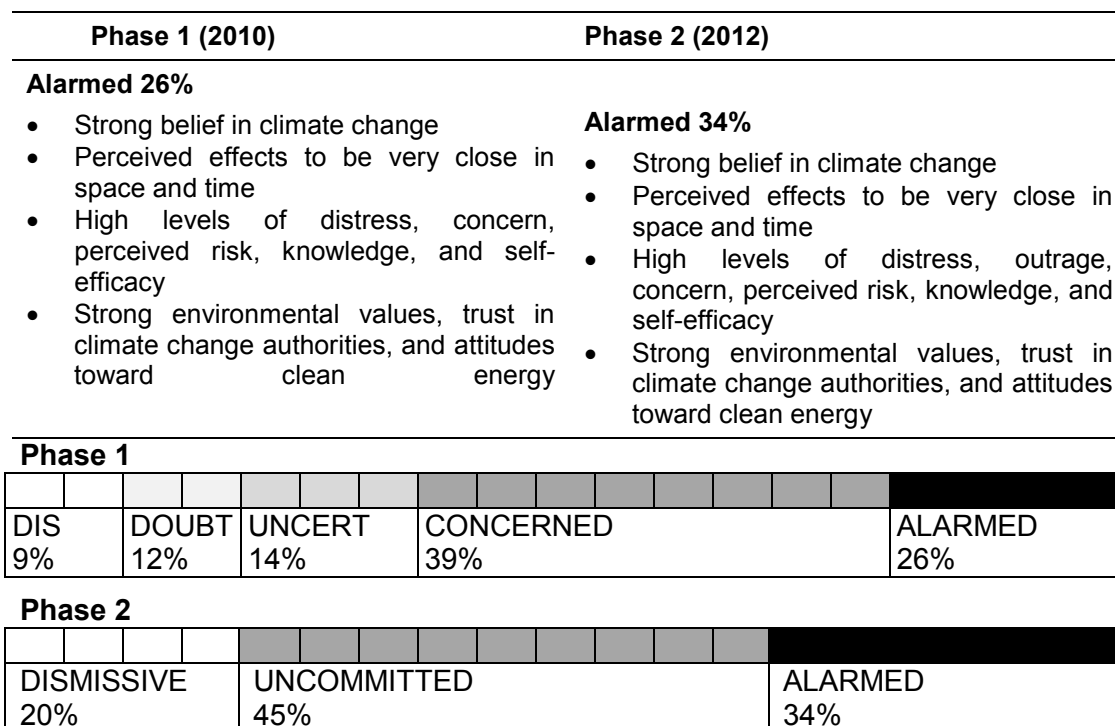 Phase 1 (2010) Phase 2 (2012)
Alarmed 26%
• Strong belief in climate change
• Perceived effects to be very close in
space and time
• High levels of distress, concern,
perceived risk, knowledge, and self-
efficacy
• Strong environmental values, trust in
climate change authorities, and attitudes
toward clean energy
Alarmed 34%
• Strong belief in climate change
• Perceived effects to be very close in
space and time
• High levels of distress, outrage,
concern, perceived risk, knowledge, and
self-efficacy
• Strong environmental values, trust in
climate change authorities, and attitudes
toward clean energy
Phase 1
DIS DOUBT UNCERT CONCERNED ALARMED
9% 12% 14% 39% 26%
Phase 2
DISMISSIVE UNCOMMITTED ALARMED
20% 45% 34%